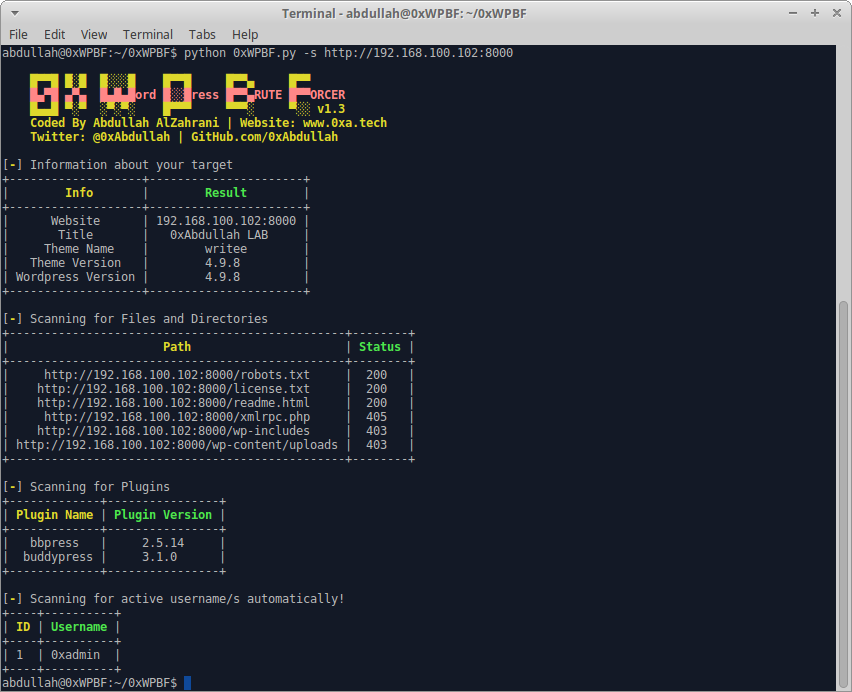 Terminal - abdullah@0xWPBF: ~/0xWPBF
File Edit View Terminal Tabs Help
abdullah@0xWPBF:~/0xWPBF$ python 0xWPBF.py -s http://192.168.100.102:8000
0x Word Press BRUTE FORCER
v1.3
Coded By Abdullah AlZahrani | Website: www.0xa.tech
Twitter: @0xAbdullah | GitHub.com/0xAbdullah
[-] Information about your target
+-------------------+----------------------+
| Info | Result |
+-------------------+----------------------+
| Website | 192.168.100.102:8000 |
| Title | 0xAbdullah LAB |
| Theme Name | writee |
| Theme Version | 4.9.8 |
| Wordpress Version | 4.9.8 |
+-------------------+----------------------+
[-] Scanning for Files and Directories
+------------------------------------------------+--------+
| Path | Status |
+------------------------------------------------+--------+
| http://192.168.100.102:8000/robots.txt | 200 |
| http://192.168.100.102:8000/license.txt | 200 |
| http://192.168.100.102:8000/readme.html | 200 |
| http://192.168.100.102:8000/xmlrpc.php | 405 |
| http://192.168.100.102:8000/wp-includes | 403 |
| http://192.168.100.102:8000/wp-content/uploads | 403 |
+------------------------------------------------+--------+
[-] Scanning for Plugins
+-------------+----------------+
| Plugin Name | Plugin Version |
+-------------+----------------+
| bbpress | 2.5.14 |
| buddypress | 3.1.0 |
+-------------+----------------+
[-] Scanning for active username/s automatically!
+----+----------+
| ID | Username |
+----+----------+
| 1 | 0xadmin |
+----+----------+
abdullah@0xWPBF:~/0xWPBF$